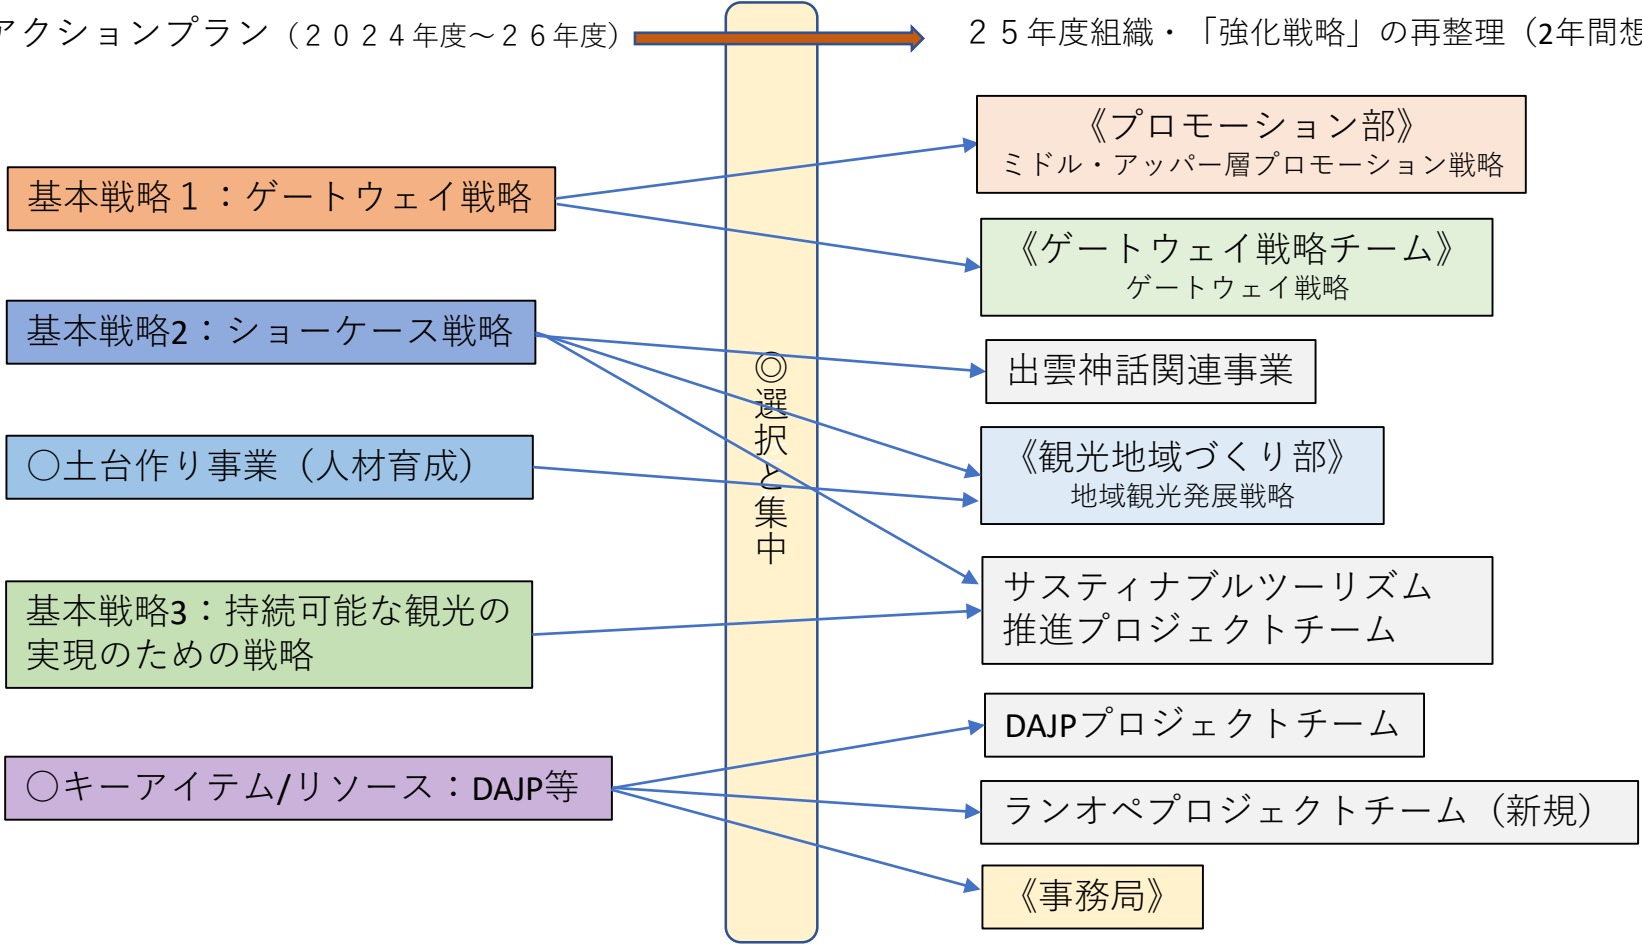 アクションプラン（２０２４年度～２６年度）
２５年度組織・「強化戦略」の再整理（2年間想
基本戦略１：ゲートウェイ戦略
基本戦略2：ショーケース戦略
○土台作り事業（人材育成）
基本戦略3：持続可能な観光の
実現のための戦略
○キーアイテム/リソース：DAJP等
◎選択と集中
《プロモーション部》
ミドル・アッパー層プロモーション戦略
《ゲートウェイ戦略チーム》
ゲートウェイ戦略
出雲神話関連事業
《観光地域づくり部》
地域観光発展戦略
サスティナブルツーリズム
推進プロジェクトチーム
DAJPプロジェクトチーム
ランオペプロジェクトチーム（新規）
《事務局》